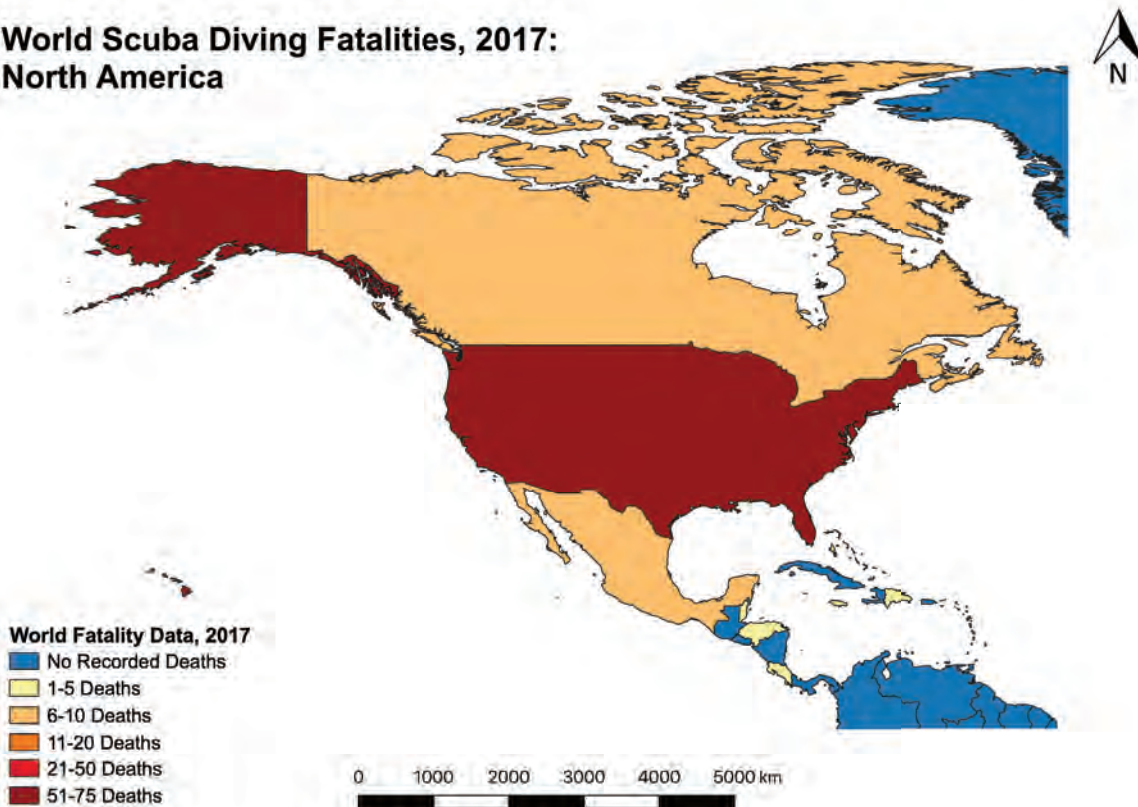 World Scuba Diving Fatalities, 2017:
North America
N
World Fatality Data, 2017
No Recorded Deaths
1-5 Deaths
6-10 Deaths
11-20 Deaths
21-50 Deaths
51-75 Deaths
0 1000 2000 3000 4000 5000 km